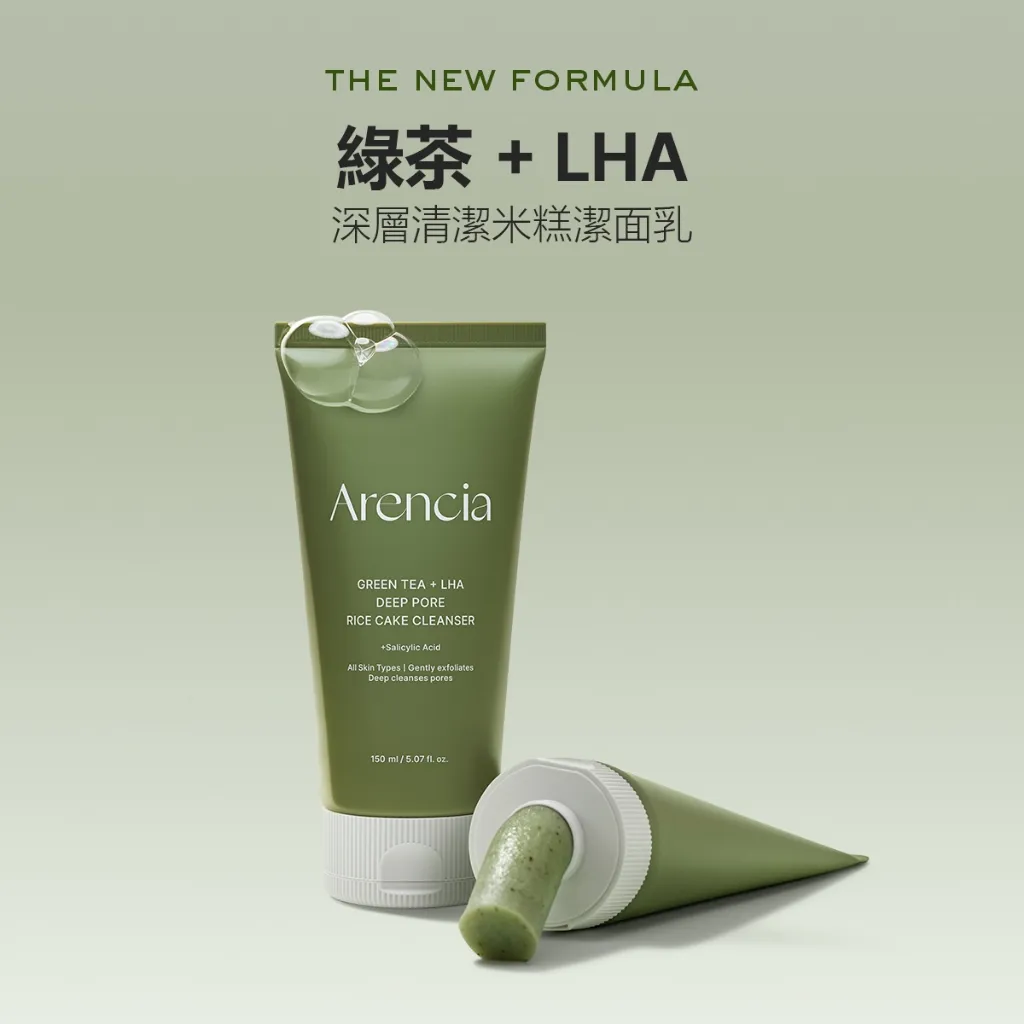 THE NEW FORMULA
綠茶 + LHA
深層清潔米糕潔面乳
Arencia
GREEN TEA + LHA
DEEP PORE
RICE CAKE CLEANSER
+Salicylic Acid
All Skin Types | Gently exfoliates
Deep cleanses pores
150 ml / 5.07 fl. oz.